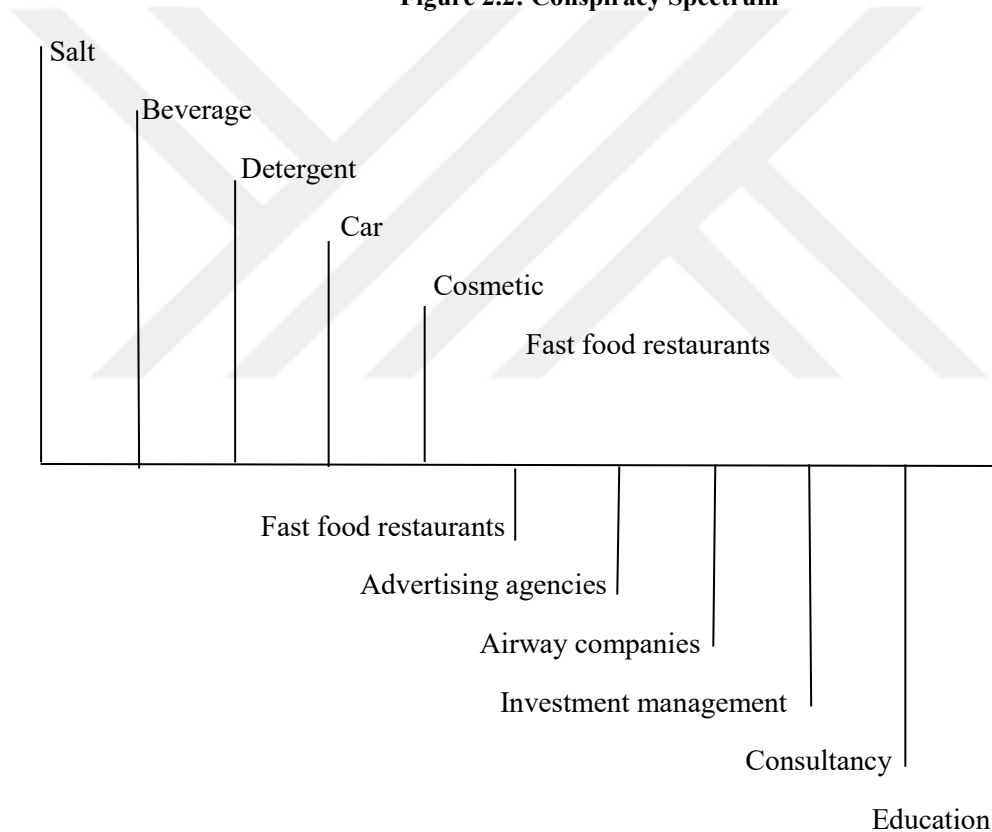 Figure 2.2: Conspiracy Spectrum
Salt
Beverage
Detergent
Car
Cosmetic
Fast food restaurants
Fast food restaurants
Advertising agencies
Airway companies
Investment management
Consultancy
Education